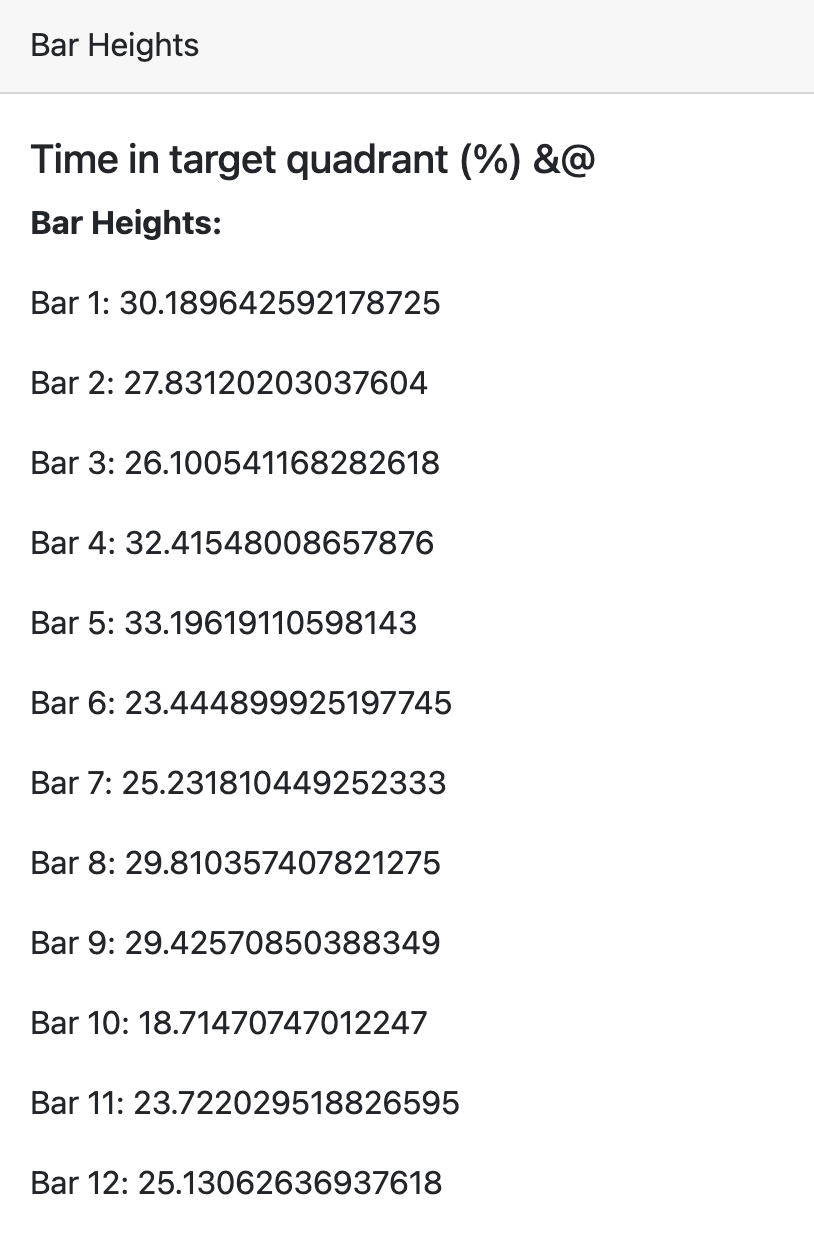 Bar Heights
Time in target quadrant (%) &@
Bar Heights:
Bar 1: 30.189642592178725
Bar 2: 27.83120203037604
Bar 3: 26.100541168282618
Bar 4: 32.41548008657876
Bar 5: 33.19619110598143
Bar 6: 23.444899925197745
Bar 7: 25.231810449252333
Bar 8: 29.810357407821275
Bar 9: 29.42570850388349
Bar 10: 18.71470747012247
Bar 11: 23.722029518826595
Bar 12: 25.13062636937618